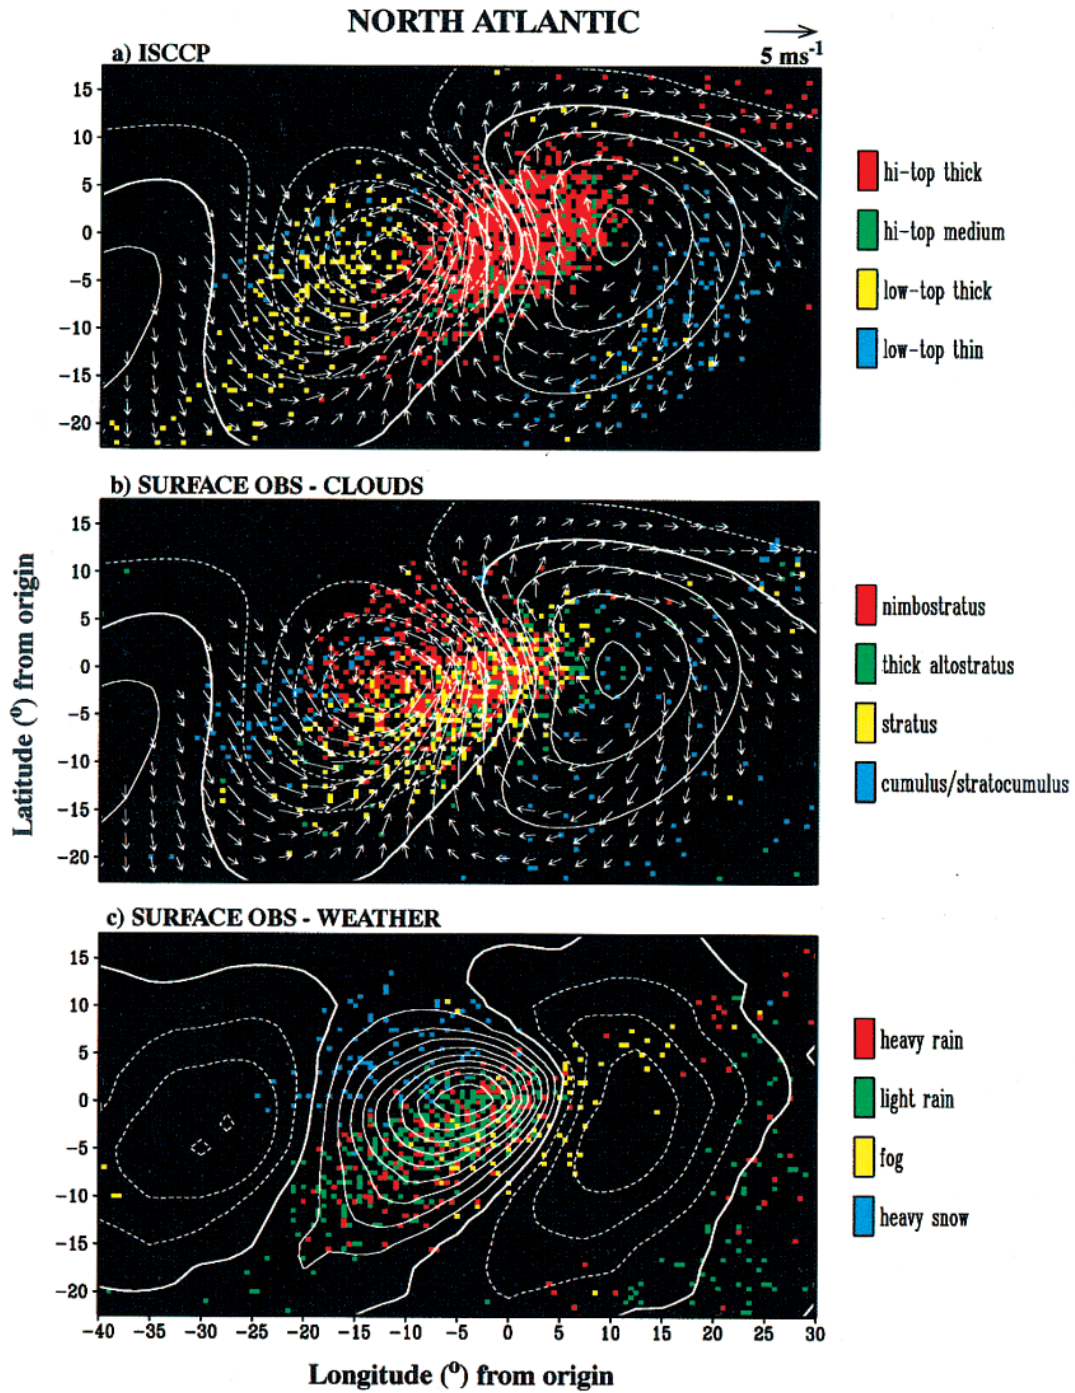 NORTH ATLANTIC
5 ms-1
a) ISCCP
15
10
5
0
-5
-10
-15
-20
hi-top thick
hi-top medium
low-top thick
low-top thin
b) SURFACE OBS - CLOUDS
15
10
5
0
-5
-10
-15
-20
Latitude (º) from origin
nimbostratus
thick altostratus
stratus
cumulus/stratocumulus
c) SURFACE OBS - WEATHER
15
10
5
0
-5
-10
-15
-20
heavy rain
light rain
fog
heavy snow
-40 -35 -30 -25 -20 -15 -10 -5 0 5 10 15 20 25 30
Longitude (º) from origin